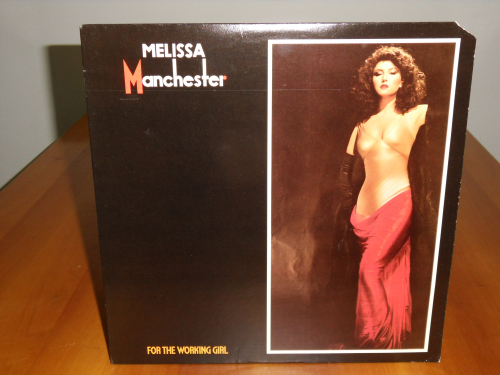 MELISSA
Manchester
FOR THE WORKING GIRL